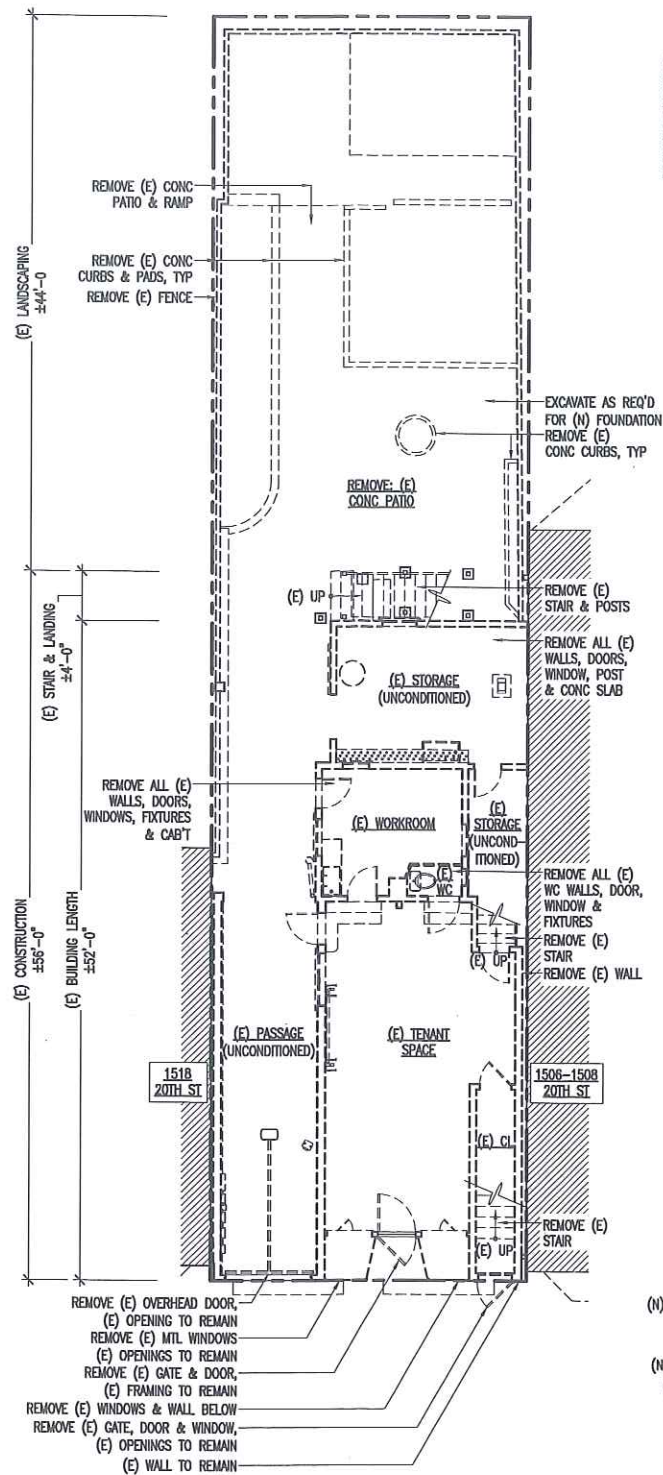 REMOVE (E) CONC
PATIO & RAMP
REMOVE (E) CONC
CURBS & PADS, TYP
REMOVE (E) FENCE
(E) LANDSCAPING
±44'-0
EXCAVATE AS REQ'D
FOR (N) FOUNDATION
REMOVE (E)
CONC CURBS, TYP
REMOVE: (E)
CONC PATIO
(E) UP
REMOVE (E)
STAIR & POSTS
(E) STAIR & LANDING
±4'-0"
REMOVE ALL (E)
WALLS, DOORS,
WINDOW, POST
& CONC SLAB
(E) STORAGE
(UNCONDITIONED)
REMOVE ALL (E)
WALLS, DOORS,
WINDOWS, FIXTURES
& CAB'T
(E) WORKROOM
(E)
STORAGE
(UNCOND-
ITIONED)
(E)
WC
REMOVE ALL (E)
WC WALLS, DOOR,
WINDOW &
FIXTURES
REMOVE (E)
STAIR
(E) UP
REMOVE (E) WALL
(E) CONSTRUCTION
±56'-0"
(E) BUILDING LENGTH
±52'-0"
(E) PASSAGE
(UNCONDITIONED)
(E) TENANT
SPACE
1518
20TH ST
1506-1508
20TH ST
(E) CL
REMOVE (E)
STAIR
(E) UP
REMOVE (E) OVERHEAD DOOR,
(E) OPENING TO REMAIN
REMOVE (E) MTL WINDOWS
(E) OPENINGS TO REMAIN
REMOVE (E) GATE & DOOR,
(E) FRAMING TO REMAIN
REMOVE (E) WINDOWS & WALL BELOW
REMOVE (E) GATE, DOOR & WINDOW,
(E) OPENINGS TO REMAIN
(E) WALL TO REMAIN
(N)
(N